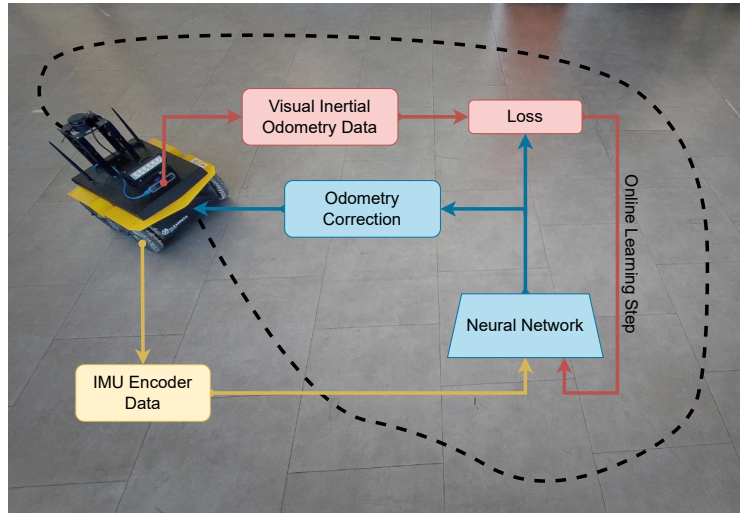 Visual Inertial
Odometry Data
Loss
Odometry
Correction
Online Learning Step
Neural Network
IMU Encoder
Data